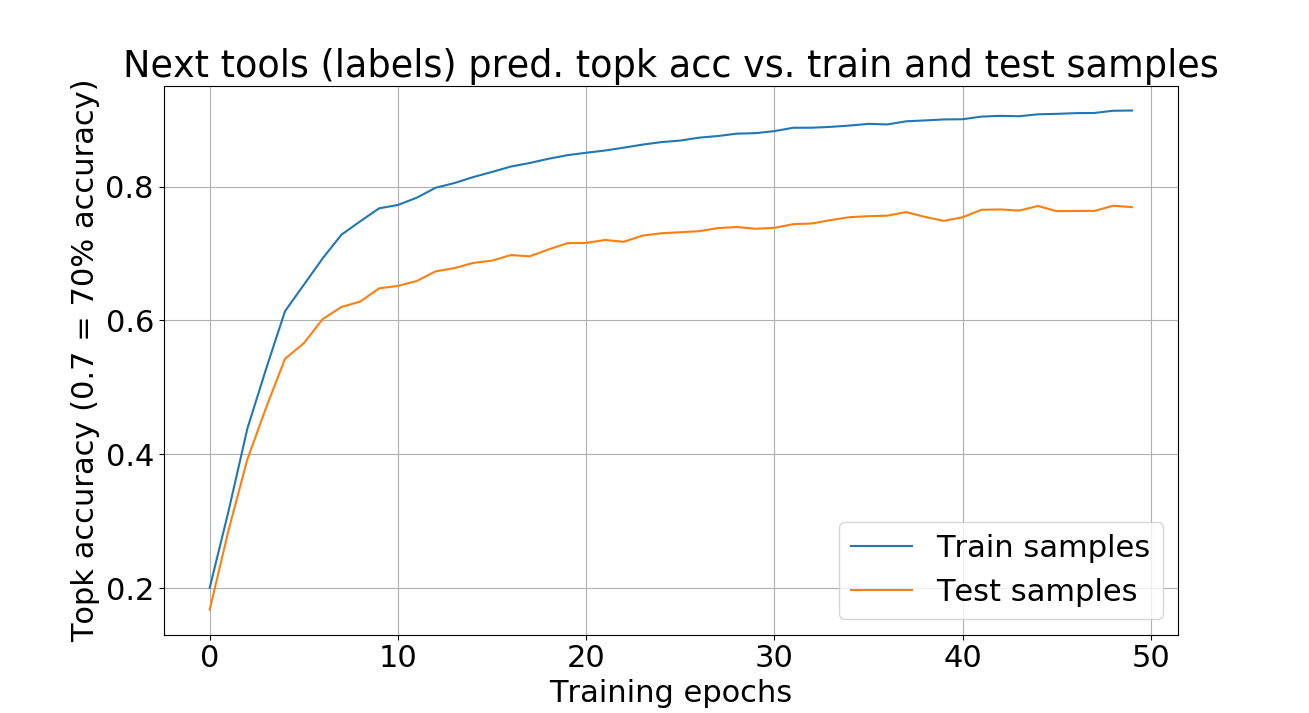 Next tools (labels) pred. topk acc vs. train and test samples
Topk accuracy (0.7 = 70% accuracy)
0.8
0.6
0.4
0.2
Train samples
Test samples
0 10 20 30 40 50
Training epochs